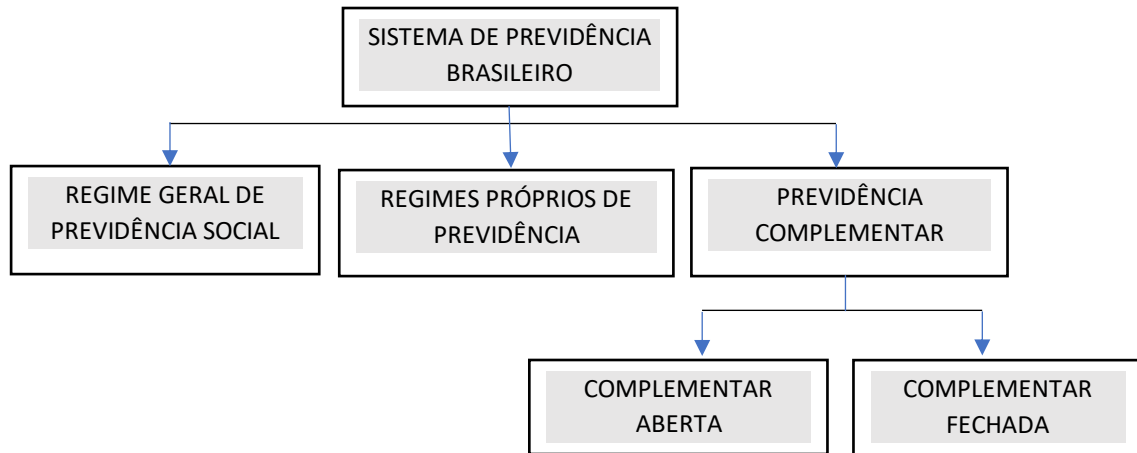 SISTEMA DE PREVIDÊNCIA
BRASILEIRO
REGIME GERAL DE
PREVIDÊNCIA SOCIAL
REGIMES PRÓPRIOS DE
PREVIDÊNCIA
PREVIDÊNCIA
COMPLEMENTAR
COMPLEMENTAR
ABERTA
COMPLEMENTAR
FECHADA